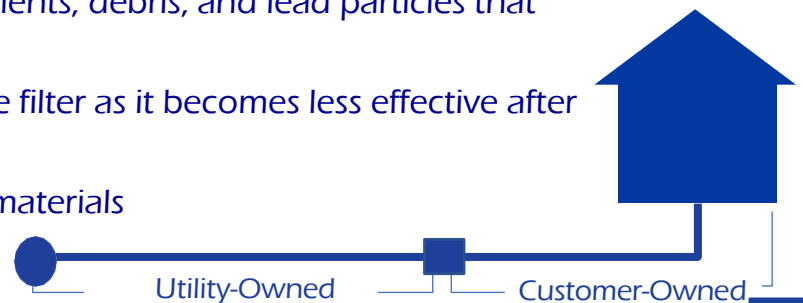 ents, debris, and lead particles that
e filter as it becomes less effective after
materials
Utility-Owned Customer-Owned